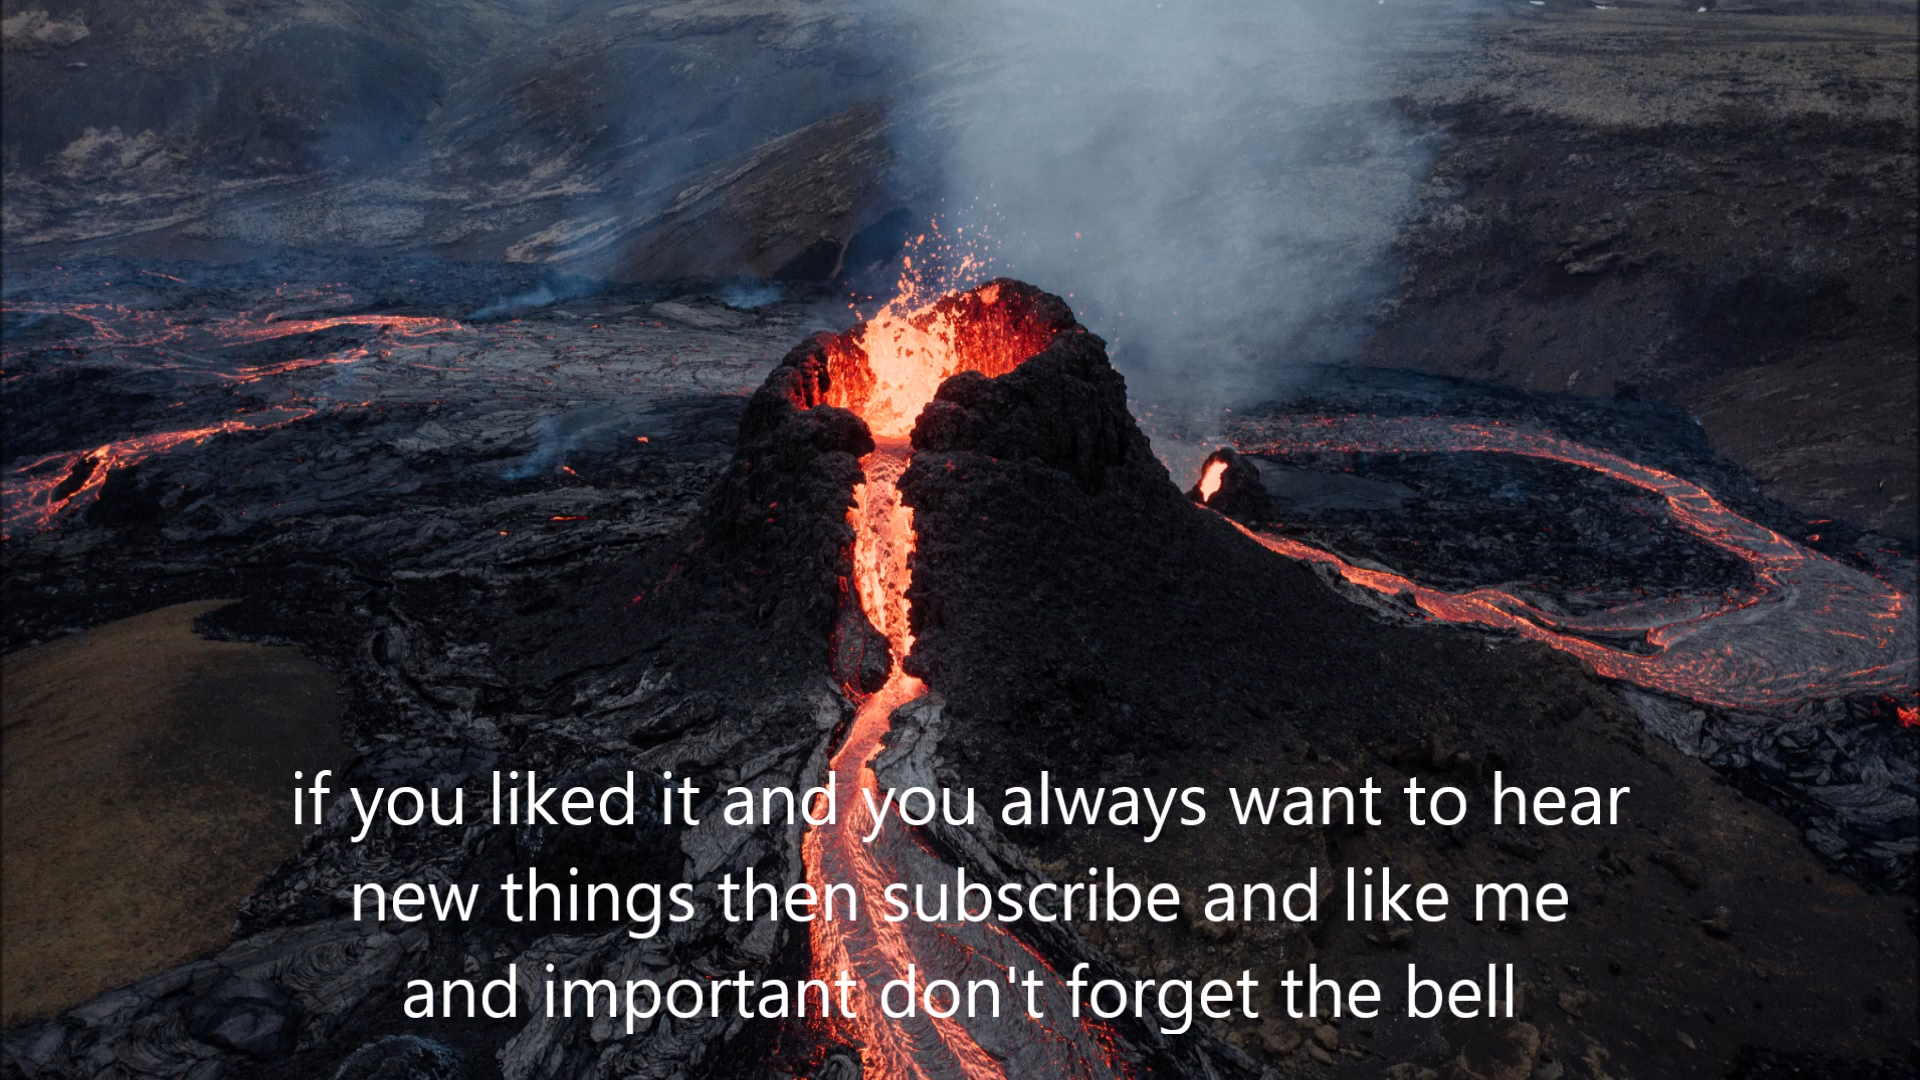 if you liked it and you always want to hear
new things then subscribe and like me
and important don't forget the bell